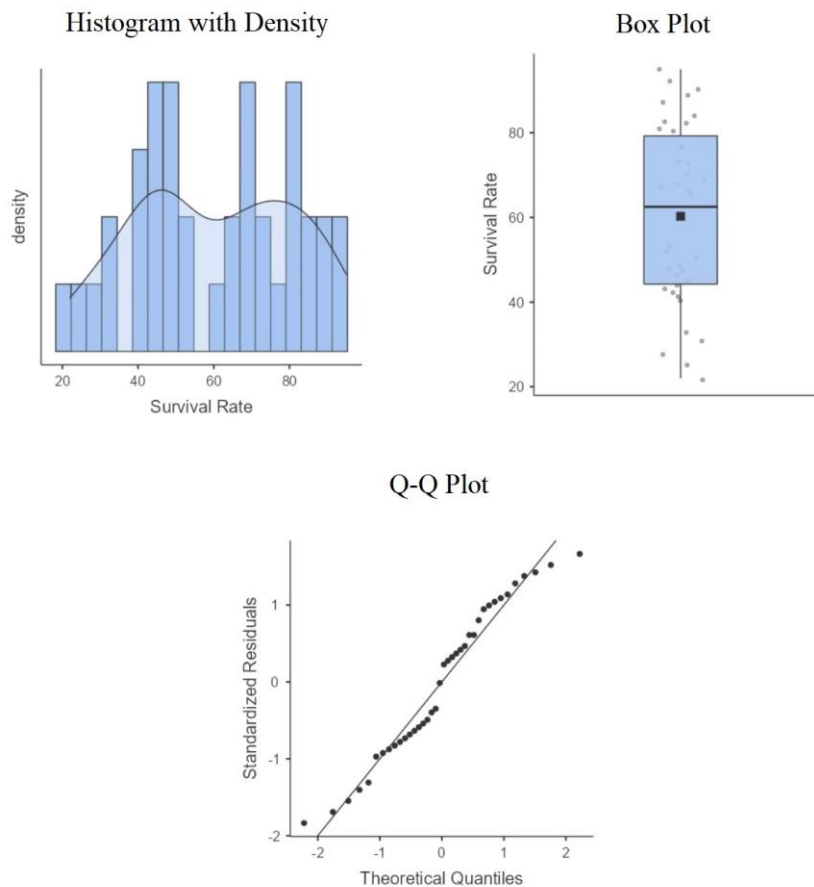 Histogram with Density
density
20 40 60 80
Survival Rate
Box Plot
Survival Rate
80
60
40
20
Q-Q Plot
Standardized Residuals
1
0
-1
-2
-2 -1 0 1 2
Theoretical Quantiles